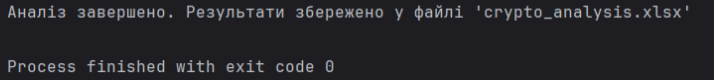 Аналіз завершено. Результати збережено у файлі 'crypto_analysis.xlsx'
Process finished with exit code 0